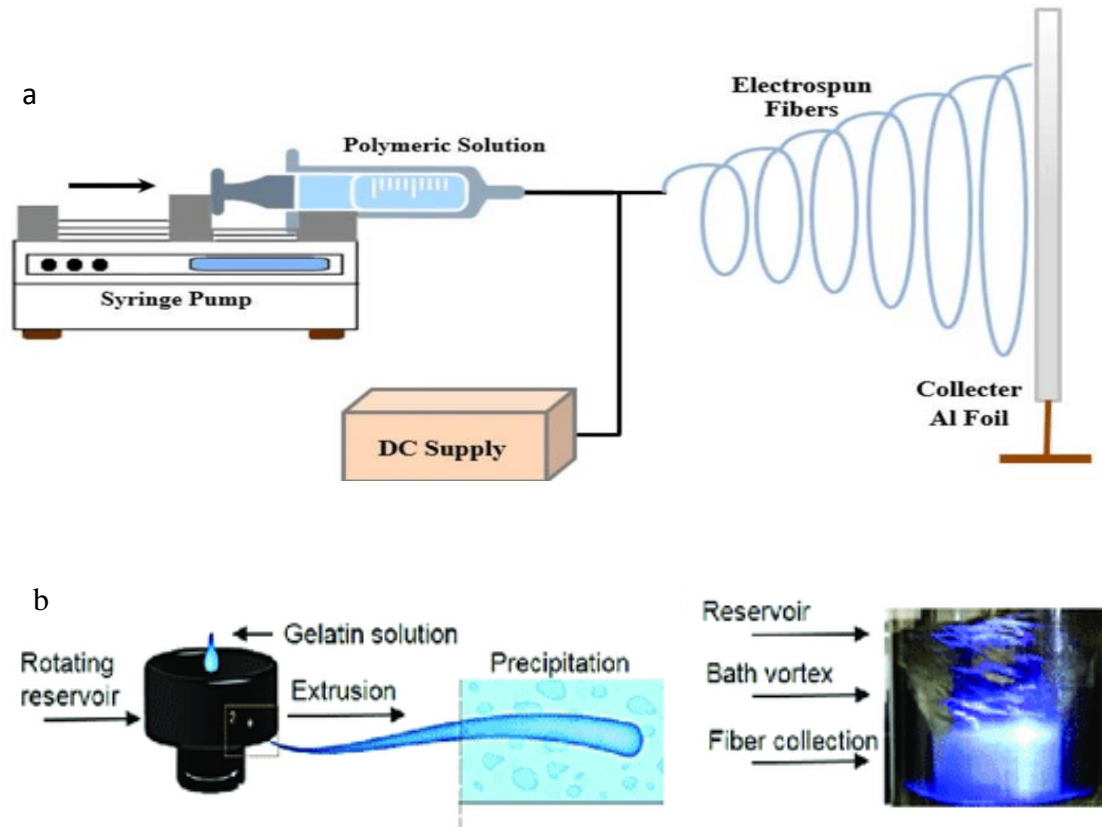 a
Electrospun
Fibers
Polymeric Solution
Syringe Pump
Collecter
Al Foil
DC Supply
b
Gelatin solution
Rotating
reservoir
Extrusion
Precipitation
Reservoir
Bath vortex
Fiber collection